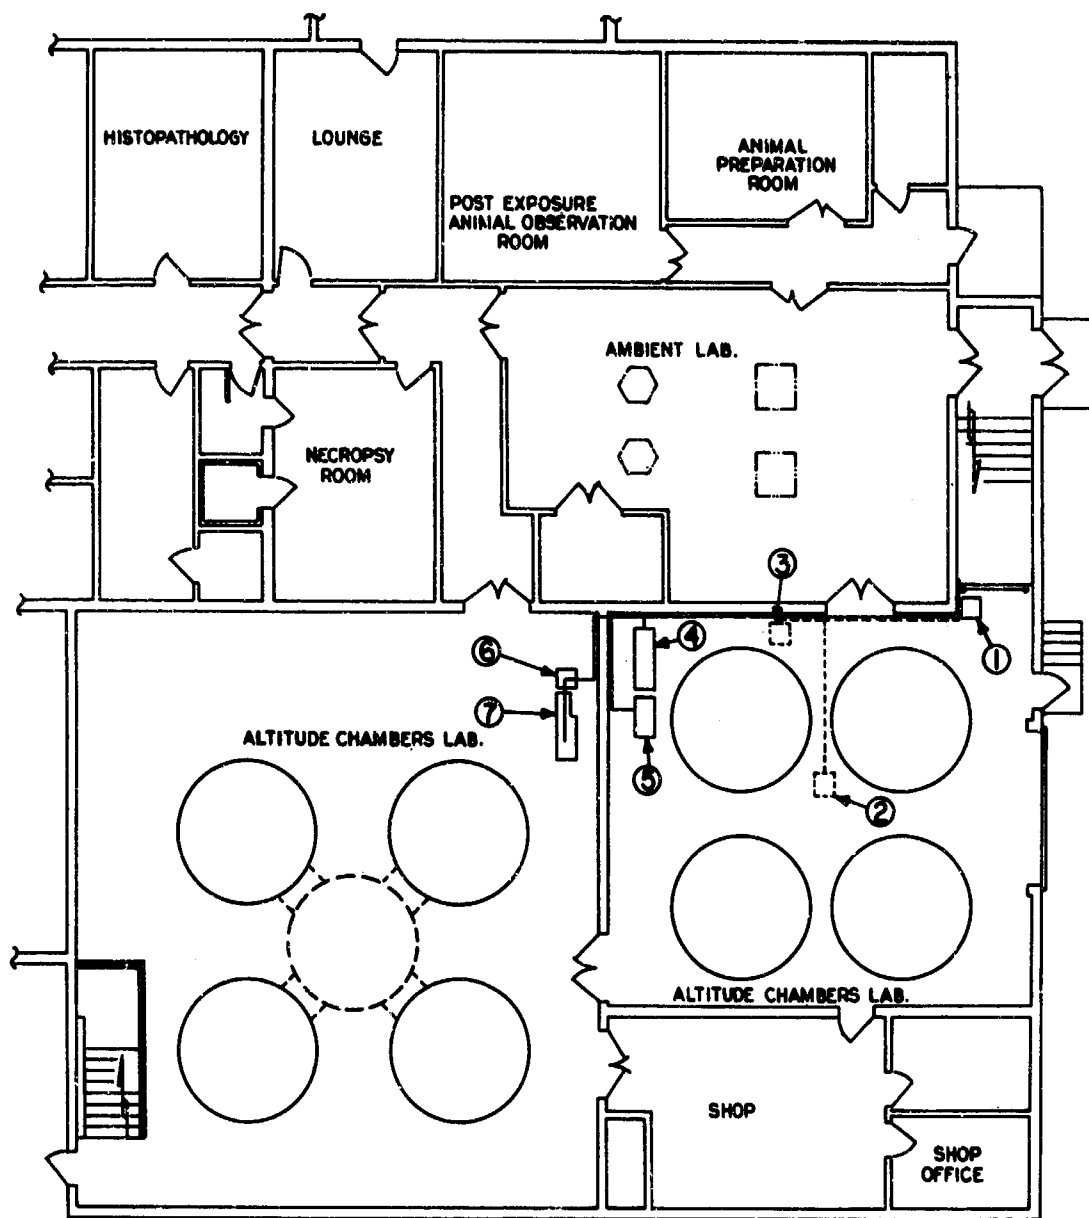 HISTOPATHOLOGY
LOUNGE
ANIMAL
PREPARATION
ROOM
POST EXPOSURE
ANIMAL OBSERVATION
ROOM
AMBIENT LAB.
NECROPSY
ROOM
3
1
4
6
7
5
2
ALTITUDE CHAMBERS LAB.
ALTITUDE CHAMBERS LAB.
SHOP
SHOP
OFFICE